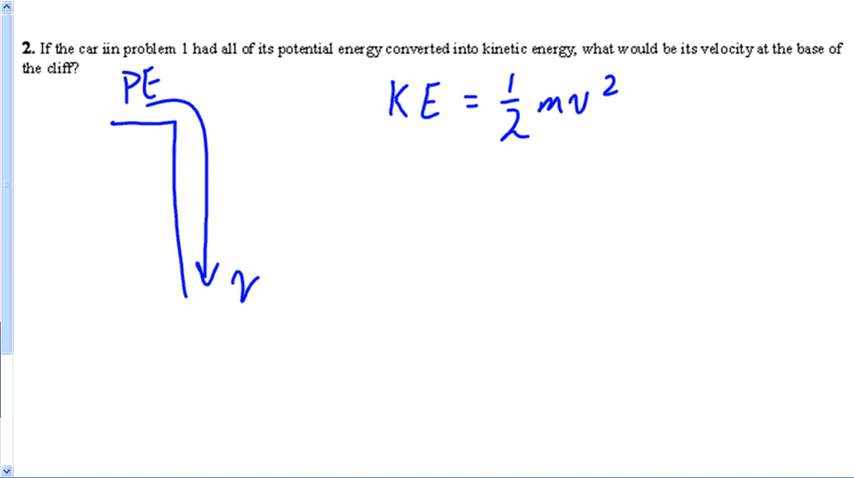 2. If the car iin problem 1 had all of its potential energy converted into kinetic energy, what would be its velocity at the base of
the cliff?
PE
KE = 1/2 mv²
v